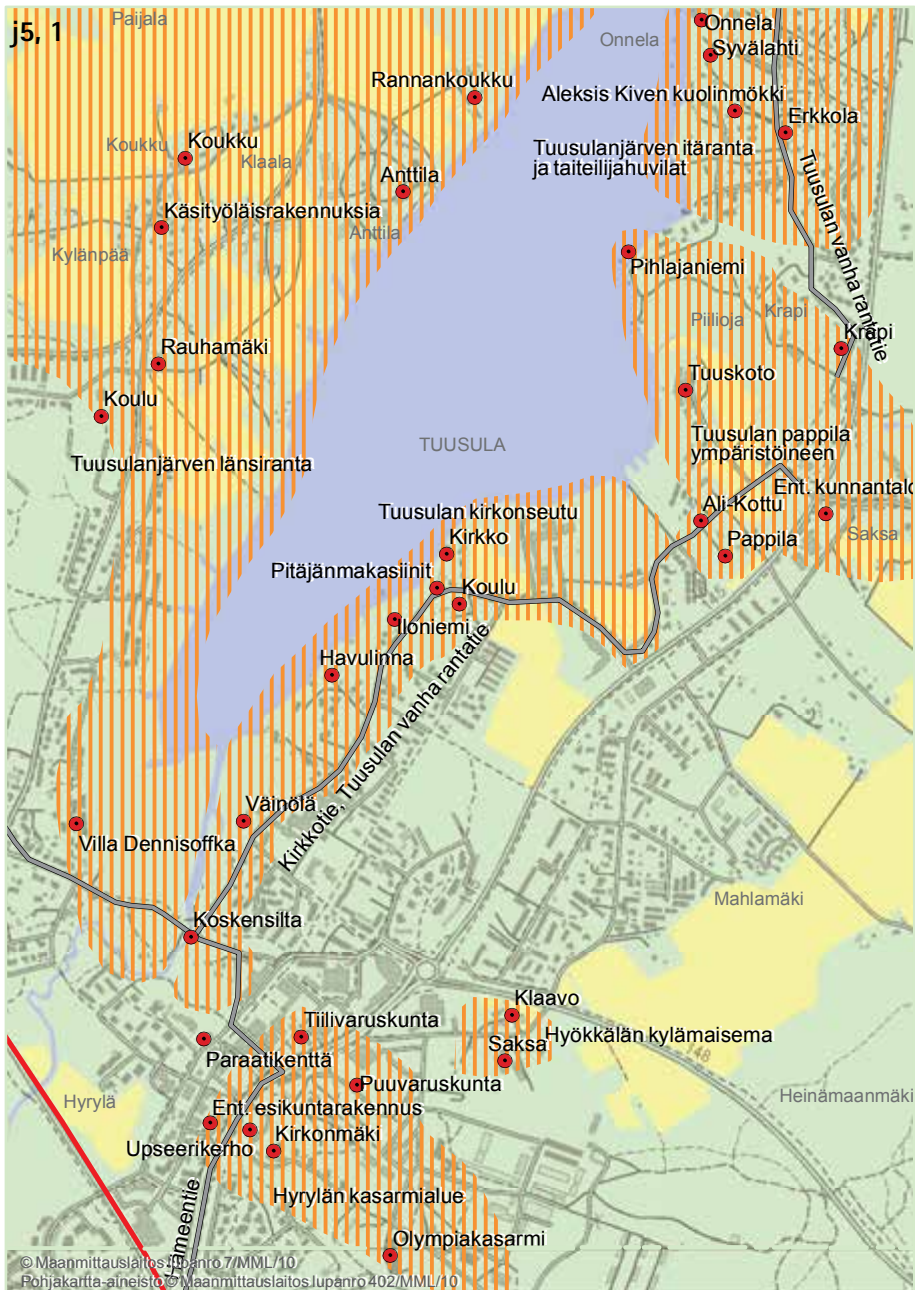 j5, 1
Paijala
Onnela
Onnela
Syvälahti
Rannankoukku
Aleksis Kiven kuolinmökki
Erkkola
Koukku
Koukku
Klaala
Tuusulanjärven itäranta
ja taiteilijahuvilat
Tuusulan vanha rantatie
Anttila
Käsityöläisrakennuksia
Anttila
Kylänpää
Pihlajaniemi
Piilioja
Krapi
Krapi
Rauhamäki
Tuuskoto
Koulu
Tuusulanjärven länsiranta
TUUSULA
Tuusulan pappila
ympäristöineen
Ent. kunnantalo
Tuusulan kirkonseutu
Ali-Kottu
Saksa
Kirkko
Pappila
Pitäjänmakasiinit
Koulu
Iloniemi
Havulinna
Kirkkotie, Tuusulan vanha rantatie
Väinölä
Villa Dennisoffka
Mahlamäki
Koskensilta
Klaavo
Tiilivaruskunta
Hyökkälän kylämaisema
Paraatikenttä
Saksa
148
Puuvaruskunta
Hyrylä
Heinämaanmäki
Ent. esikuntarakennus
Upseerikerho
Kirkonmäki
Hyrylän kasarmialue
Hämeentie
Olympiakasarmi
© Maanmittauslaitos lupanro 7/MML/10
Pohjakartta-aineisto © Maanmittauslaitos lupanro 402/MML/10